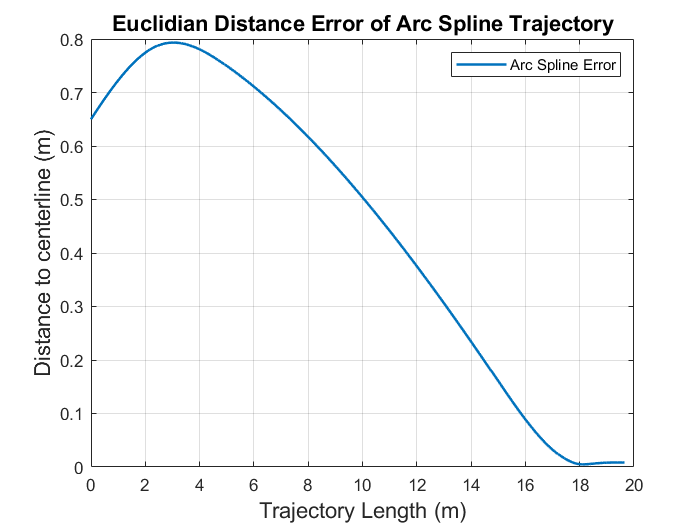 Euclidian Distance Error of Arc Spline Trajectory
Arc Spline Error
Distance to centerline (m)
0.8
0.7
0.6
0.5
0.4
0.3
0.2
0.1
0
0 2 4 6 8 10 12 14 16 18 20
Trajectory Length (m)